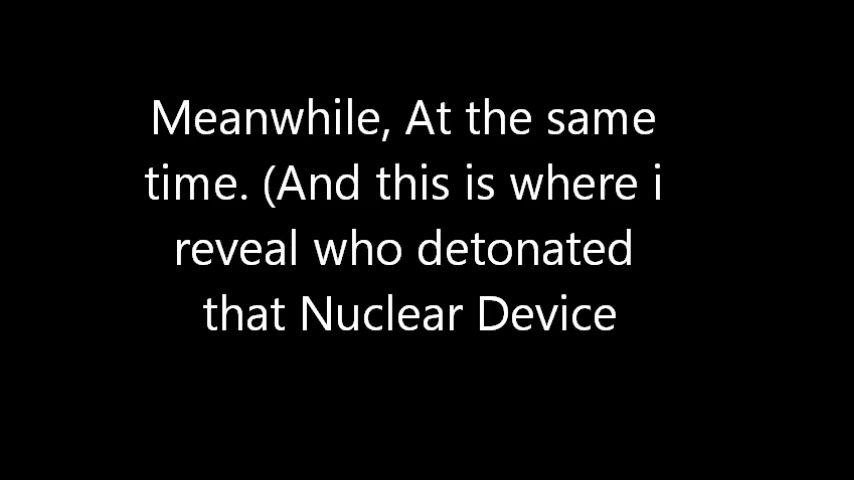 Meanwhile, At the same
time. (And this is where i
reveal who detonated
that Nuclear Device